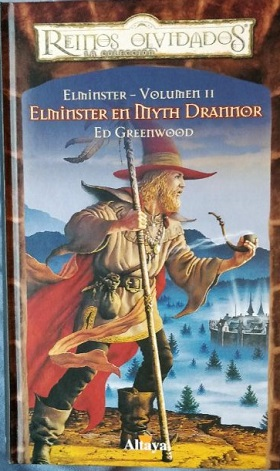 REINOS OLVIDADOS
LA COLECCIÓN
ELMINSTER - VOLUMEN II
ELMINSTER EN MYTH DRANNOR
ED GREENWOOD
Altaya